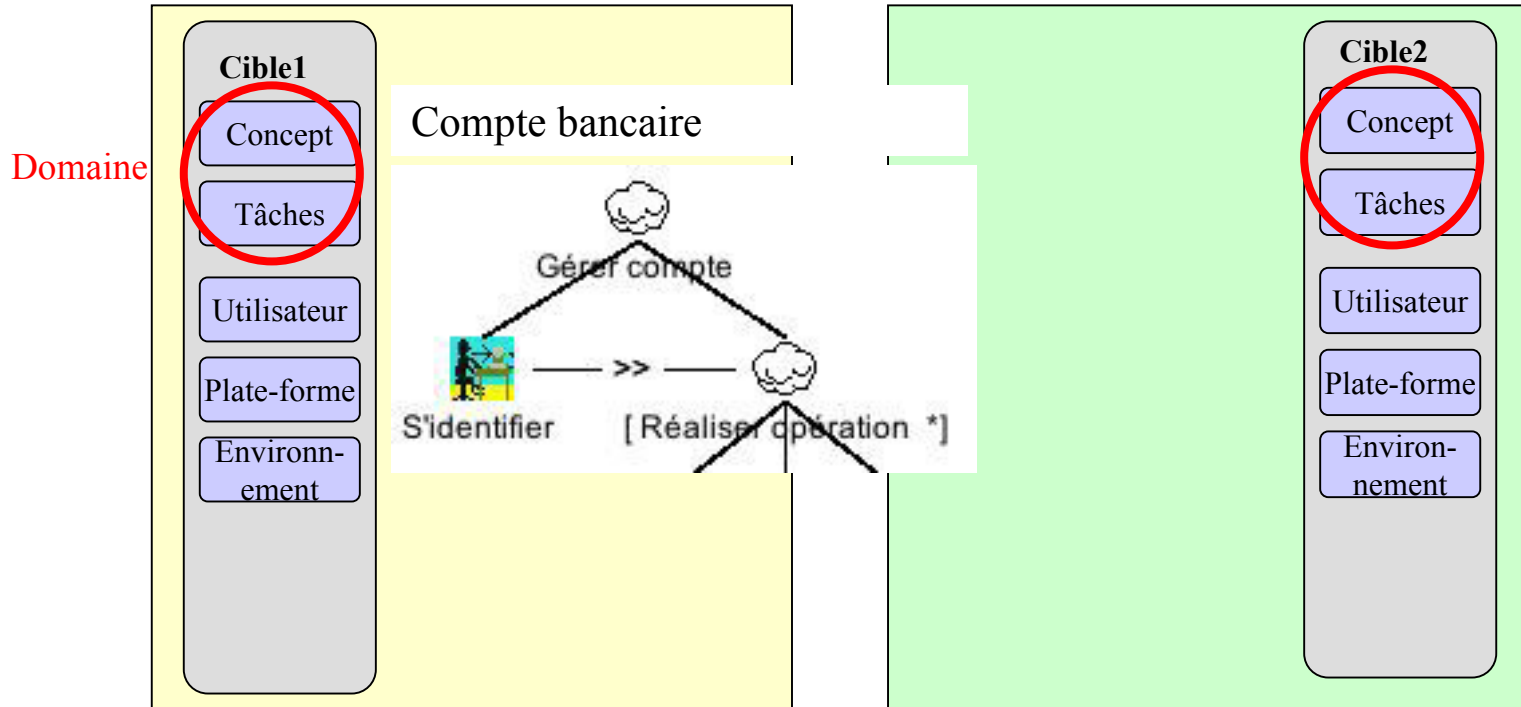 Domaine
Cible1
Concept
Tâches
Utilisateur
Plate-forme
Environn-
ement
Compte bancaire
Gérer compte
>>
S'identifier
[ Réaliser opération *]
Cible2
Concept
Tâches
Utilisateur
Plate-forme
Environ-
nement